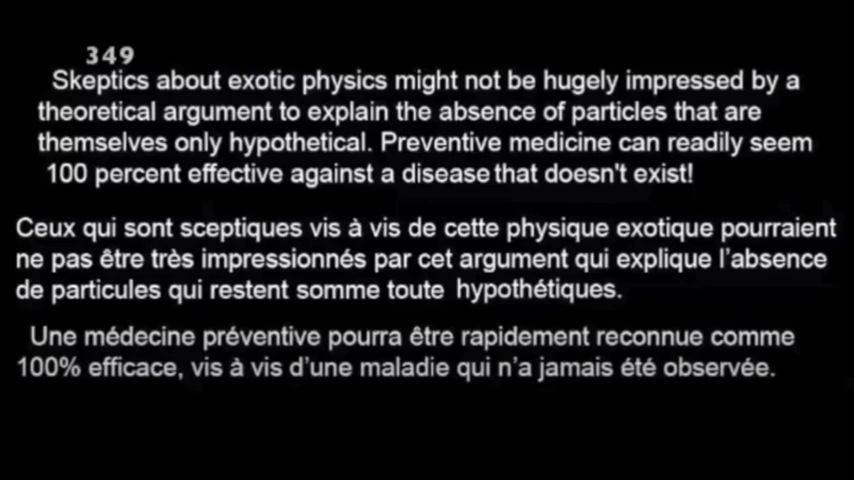 349
Skeptics about exotic physics might not be hugely impressed by a
theoretical argument to explain the absence of particles that are
themselves only hypothetical. Preventive medicine can readily seem
100 percent effective against a disease that doesn't exist!
Ceux qui sont sceptiques vis à vis de cette physique exotique pourraient
ne pas être très impressionnés par cet argument qui explique l'absence
de particules qui restent somme toute hypothétiques.
Une médecine préventive pourra être rapidement reconnue comme
100% efficace, vis à vis d'une maladie qui n'a jamais été observée.